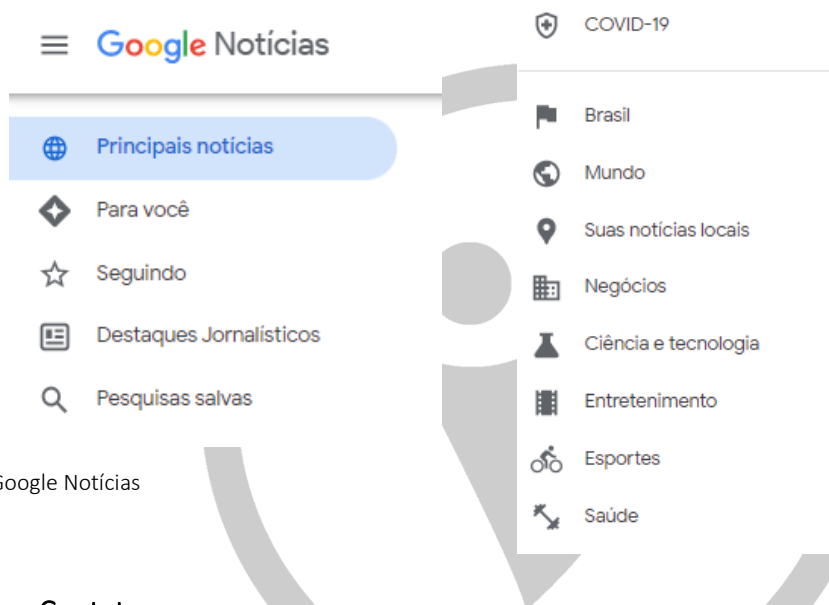 Google Notícias
Principais notícias
Para você
Seguindo
Destaques Jornalísticos
Pesquisas salvas
COVID-19
Brasil
Mundo
Suas notícias locais
Negócios
Ciência e tecnologia
Entretenimento
Esportes
Saúde
Google Notícias